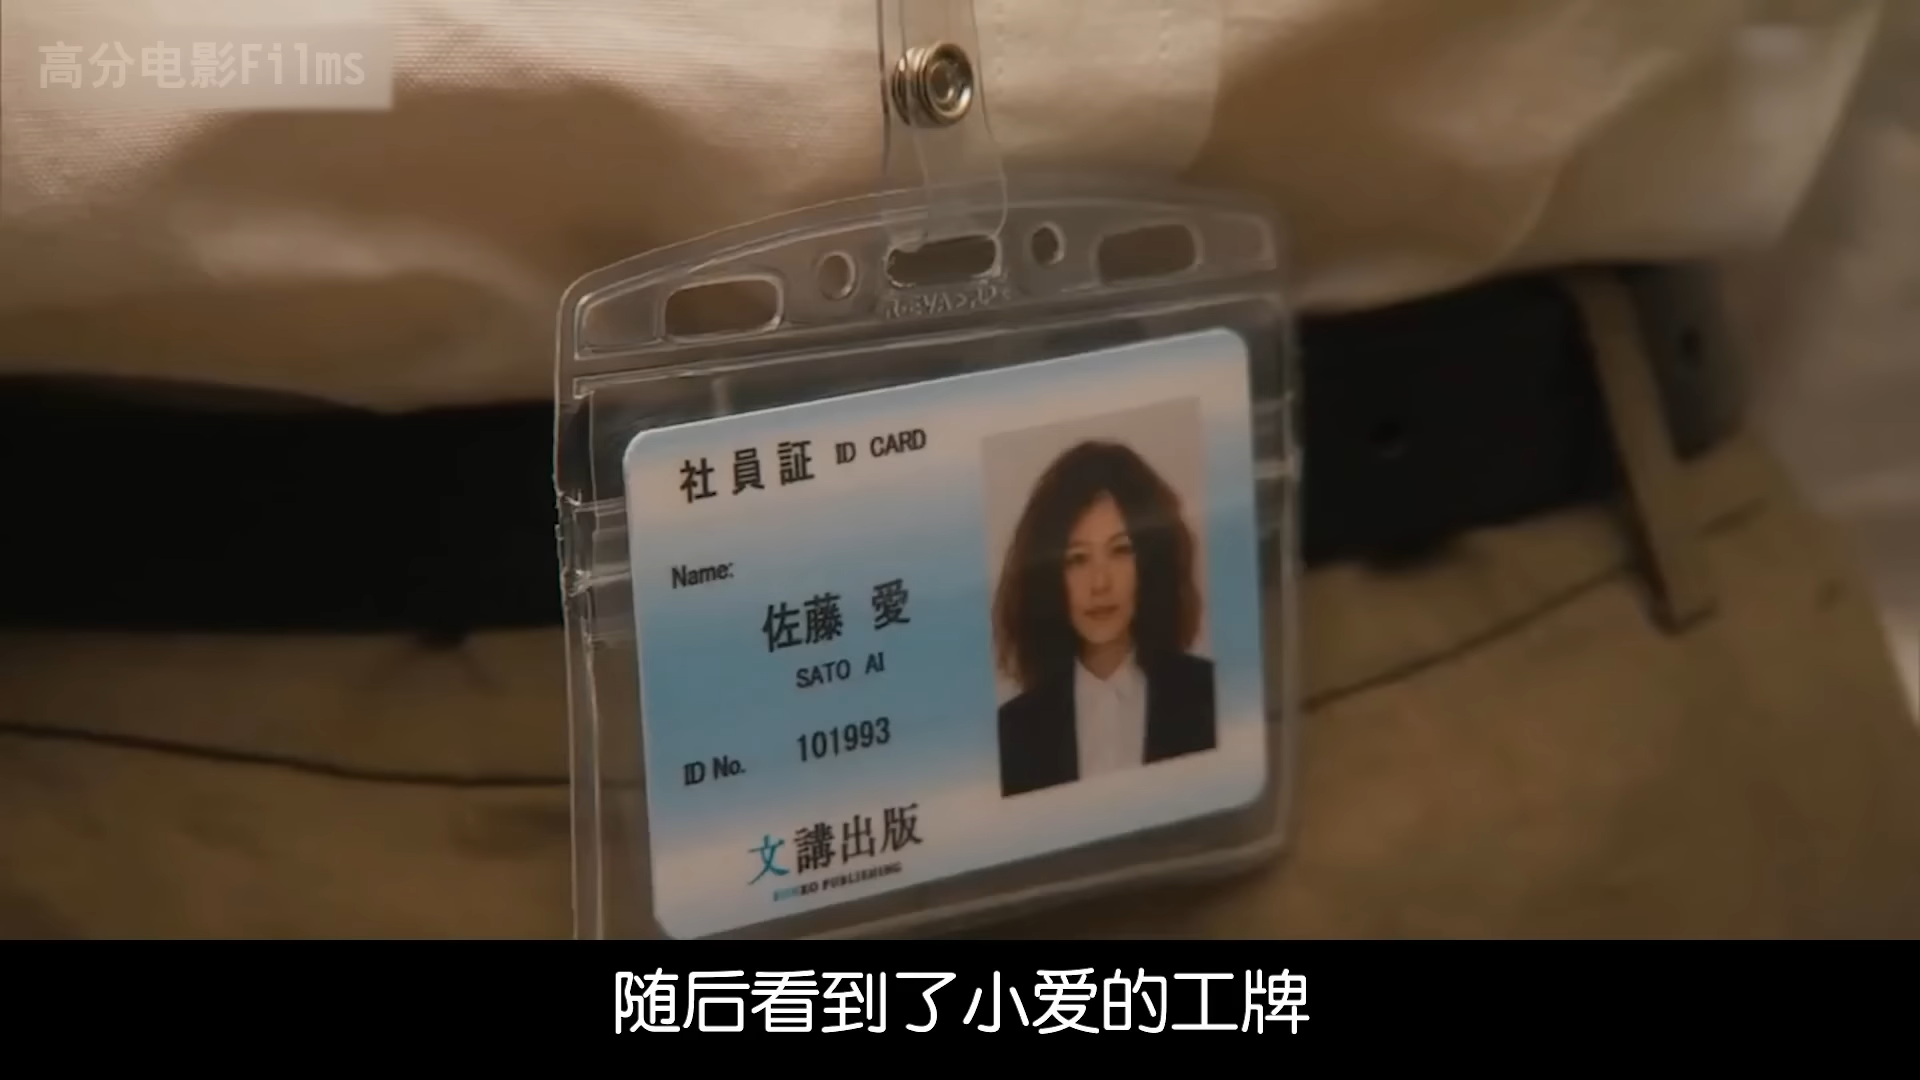 高分电影Films
社員証 ID CARD
Name:
佐藤 愛
SATO AI
ID No. 101993
文講出版
PUBLISHING
随后看到了小爱的工牌